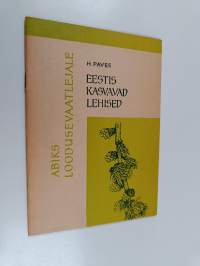 H. PAVES
EESTIS
KASVAVAD
LEHISED
ABIKS
LOODUSEVAATLEJALE